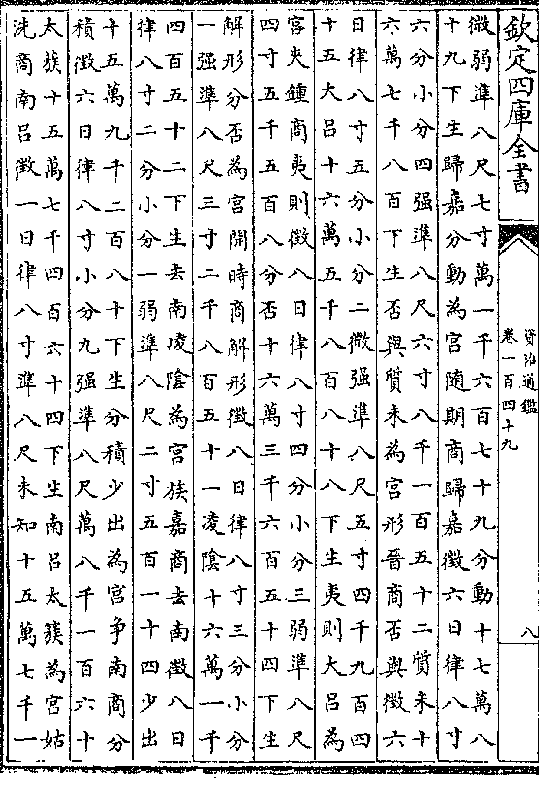 欽定四庫全書
資治通鑑
卷一百四十九
八
微弱準八尺七寸萬一千六百七十九分動十七萬八
十九下生歸嘉分動為宮隨期商歸嘉徵六日律八寸
六分小分四强準八尺六寸八千一百五十二質末十
六萬七千八百下生否與質末為宮形晉商否與徵六
日律八寸五分小分二微强準八尺五寸四千九百四
十五大呂十六萬五千八百八十八下生夷則大呂為
宮夾鍾商夷則徵八日律八寸四分小分三弱準八尺
四寸五千五百八分否十六萬三千六百五十四下生
解形分否為宮開時商解形徵八日律八寸三分小分
一强準八尺三寸二千八百五十一凌陰十六萬一千
四百五十二下生去南凌陰為宮族嘉商去南徵八日
律八寸二分小分一弱準八尺二寸五百一十四少出
十五萬九千二百八十下生分積少出為宮爭南商分
積徵六日律八寸小分九强準八尺萬八千一百六十
太蔟十五萬七千四百六十四下生南呂太蔟為宮姑
洗商南呂徵一日律八寸準八尺未知十五萬七千一